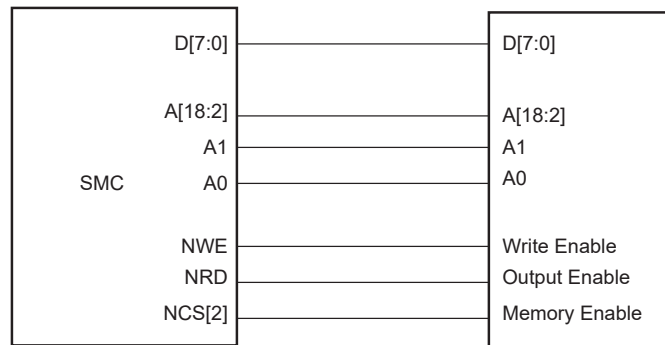 D[7:0] D[7:0]
A[18:2] A[18:2]
A1 A1
SMC A0 A0
NWE Write Enable
NRD Output Enable
NCS[2] Memory Enable